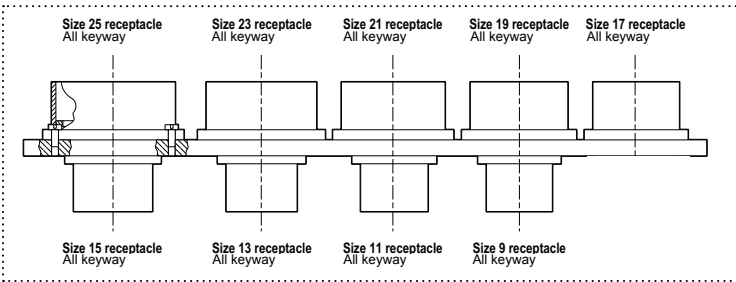 Size 25 receptacle
All keyway
Size 23 receptacle
All keyway
Size 21 receptacle
All keyway
Size 19 receptacle
All keyway
Size 17 receptacle
All keyway
Size 15 receptacle
All keyway
Size 13 receptacle
All keyway
Size 11 receptacle
All keyway
Size 9 receptacle
All keyway